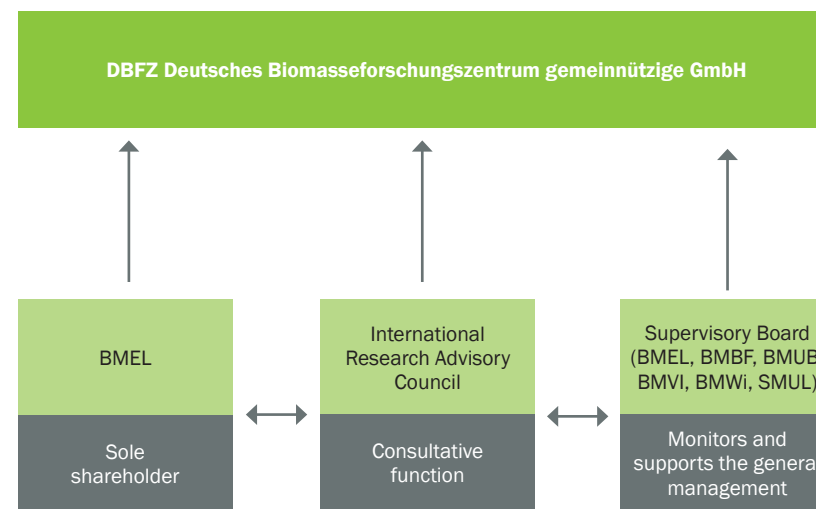 DBFZ Deutsches Biomasseforschungszentrum gemeinnützige GmbH
BMEL
Sole
shareholder
International
Research Advisory
Council
Consultative
function
Supervisory Board
(BMEL, BMBF, BMUB
BMVI, BMWi, SMUL)
Monitors and
supports the genera
management